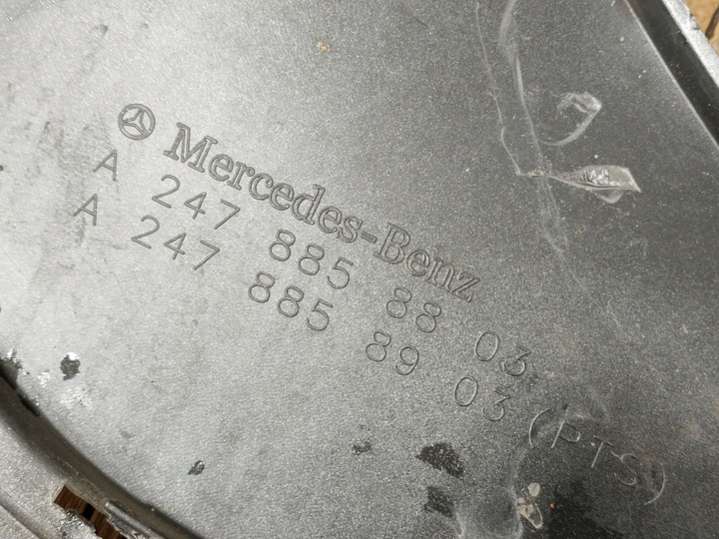 Mercedes-Benz
A 247 885 88 03
A 247 885 89 03 (PTS)